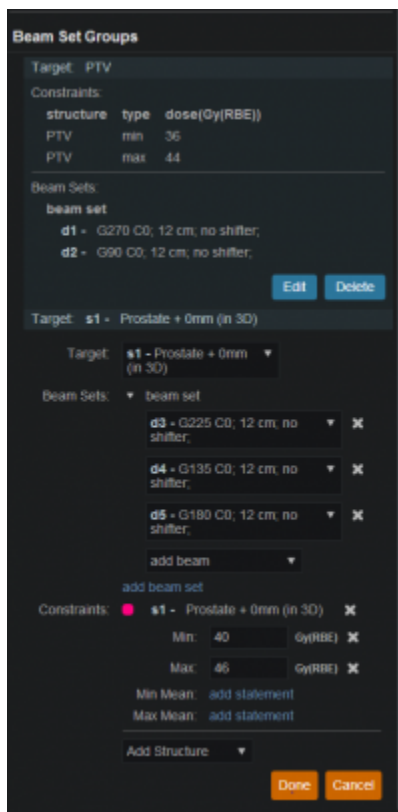 Beam Set Groups
Target: PTV
Constraints:
structure type dose(Gy(RBE))
PTV min 36
PTV max 44
Beam Sets:
beam set
d1 - G270 C0; 12 cm; no shifter;
d2 - G90 C0; 12 cm; no shifter;
Edit Delete
Target: s1 - Prostate + 0mm (in 3D)
Target: s1 - Prostate + 0mm
(in 3D)
Beam Sets: beam set
d3 - G225 C0; 12 cm; no
shifter;
d4 - G135 C0; 12 cm; no
shifter;
d5 - G180 C0; 12 cm; no
shifter;
add beam
add beam set
Constraints: s1 - Prostate + 0mm (in 3D)
Min: 40 Gy(RBE)
Max: 46 Gy(RBE)
Min Mean: add statement
Max Mean: add statement
Add Structure
Done Cancel